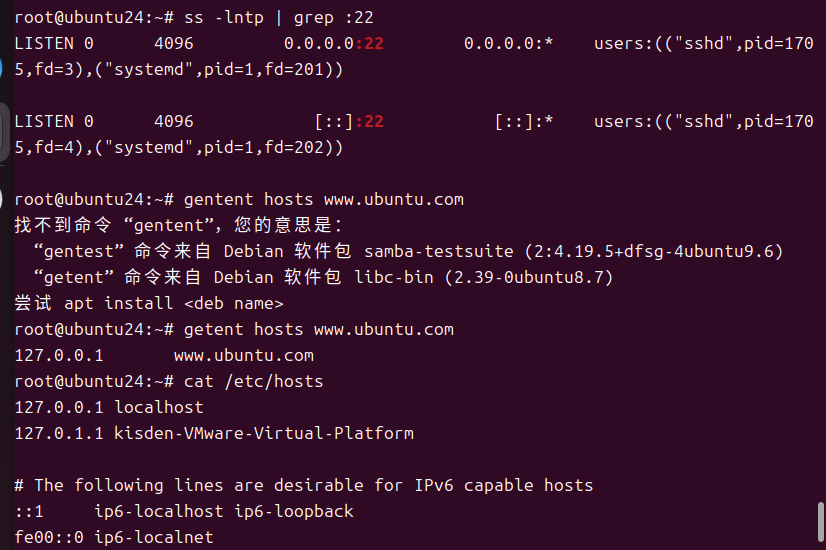 root@ubuntu24:~# ss -lntp | grep :22
LISTEN 0      4096         0.0.0.0:22        0.0.0.0:*    users:(("sshd",pid=170
5,fd=3),("systemd",pid=1,fd=201))
LISTEN 0      4096            [::]:22           [::]:*    users:(("sshd",pid=170
5,fd=4),("systemd",pid=1,fd=202))
root@ubuntu24:~# gentent hosts www.ubuntu.com
找不到命令 “gentent”，您的意思是：
  “gentest” 命令来自 Debian 软件包 samba-testsuite (2:4.19.5+dfsg-4ubuntu9.6)
  “getent” 命令来自 Debian 软件包 libc-bin (2.39-0ubuntu8.7)
尝试 apt install <deb name>
root@ubuntu24:~# getent hosts www.ubuntu.com
127.0.0.1       www.ubuntu.com
root@ubuntu24:~# cat /etc/hosts
127.0.0.1 localhost
127.0.1.1 kisden-VMware-Virtual-Platform
# The following lines are desirable for IPv6 capable hosts
::1     ip6-localhost ip6-loopback
fe00::0 ip6-localnet